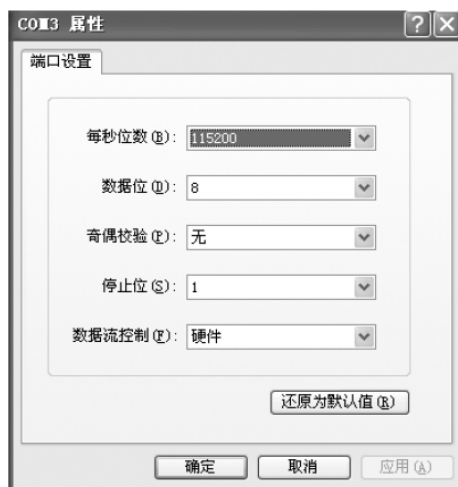 COM3 属性
端口设置
每秒位数(B): 115200
数据位(D): 8
奇偶校验(P): 无
停止位(S): 1
数据流控制(F): 硬件
还原为默认值(R)
确定 取消 应用(A)